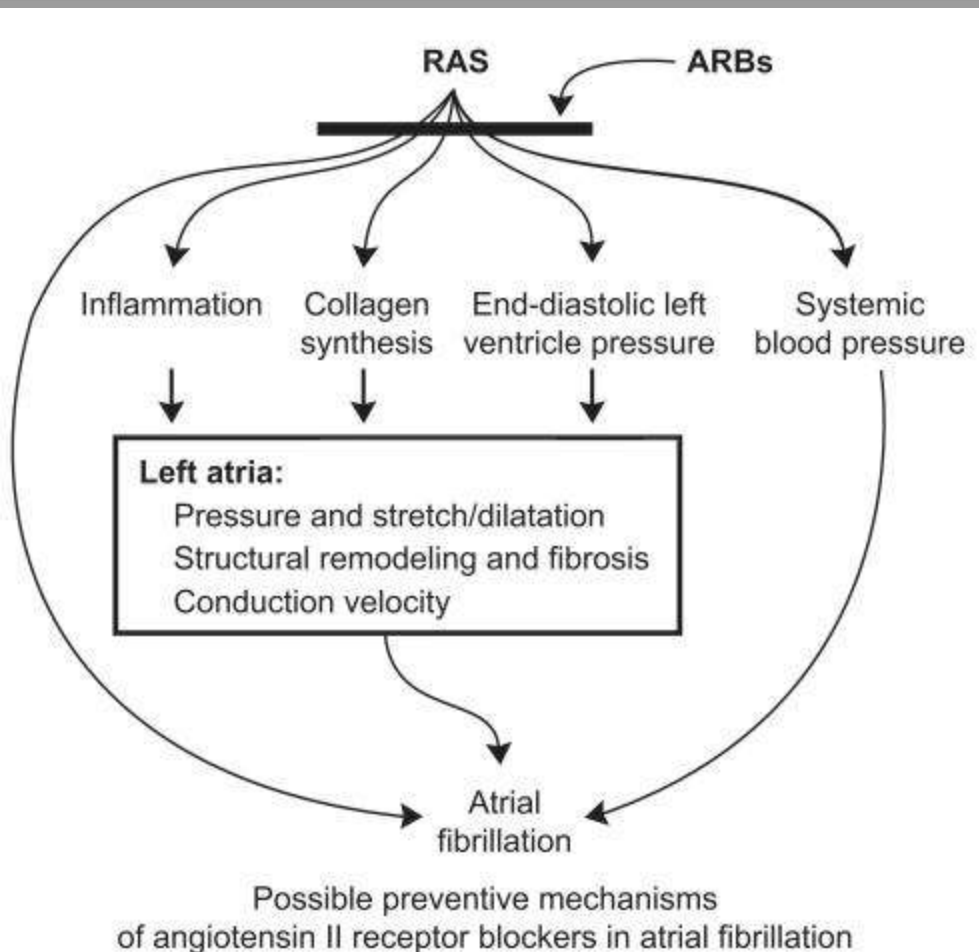 RAS
ARBs
Inflammation
Collagen
synthesis
End-diastolic left
ventricle pressure
Systemic
blood pressure
Left atria:
Pressure and stretch/dilatation
Structural remodeling and fibrosis
Conduction velocity
Atrial
fibrillation
Possible preventive mechanisms
of angiotensin II receptor blockers in atrial fibrillation